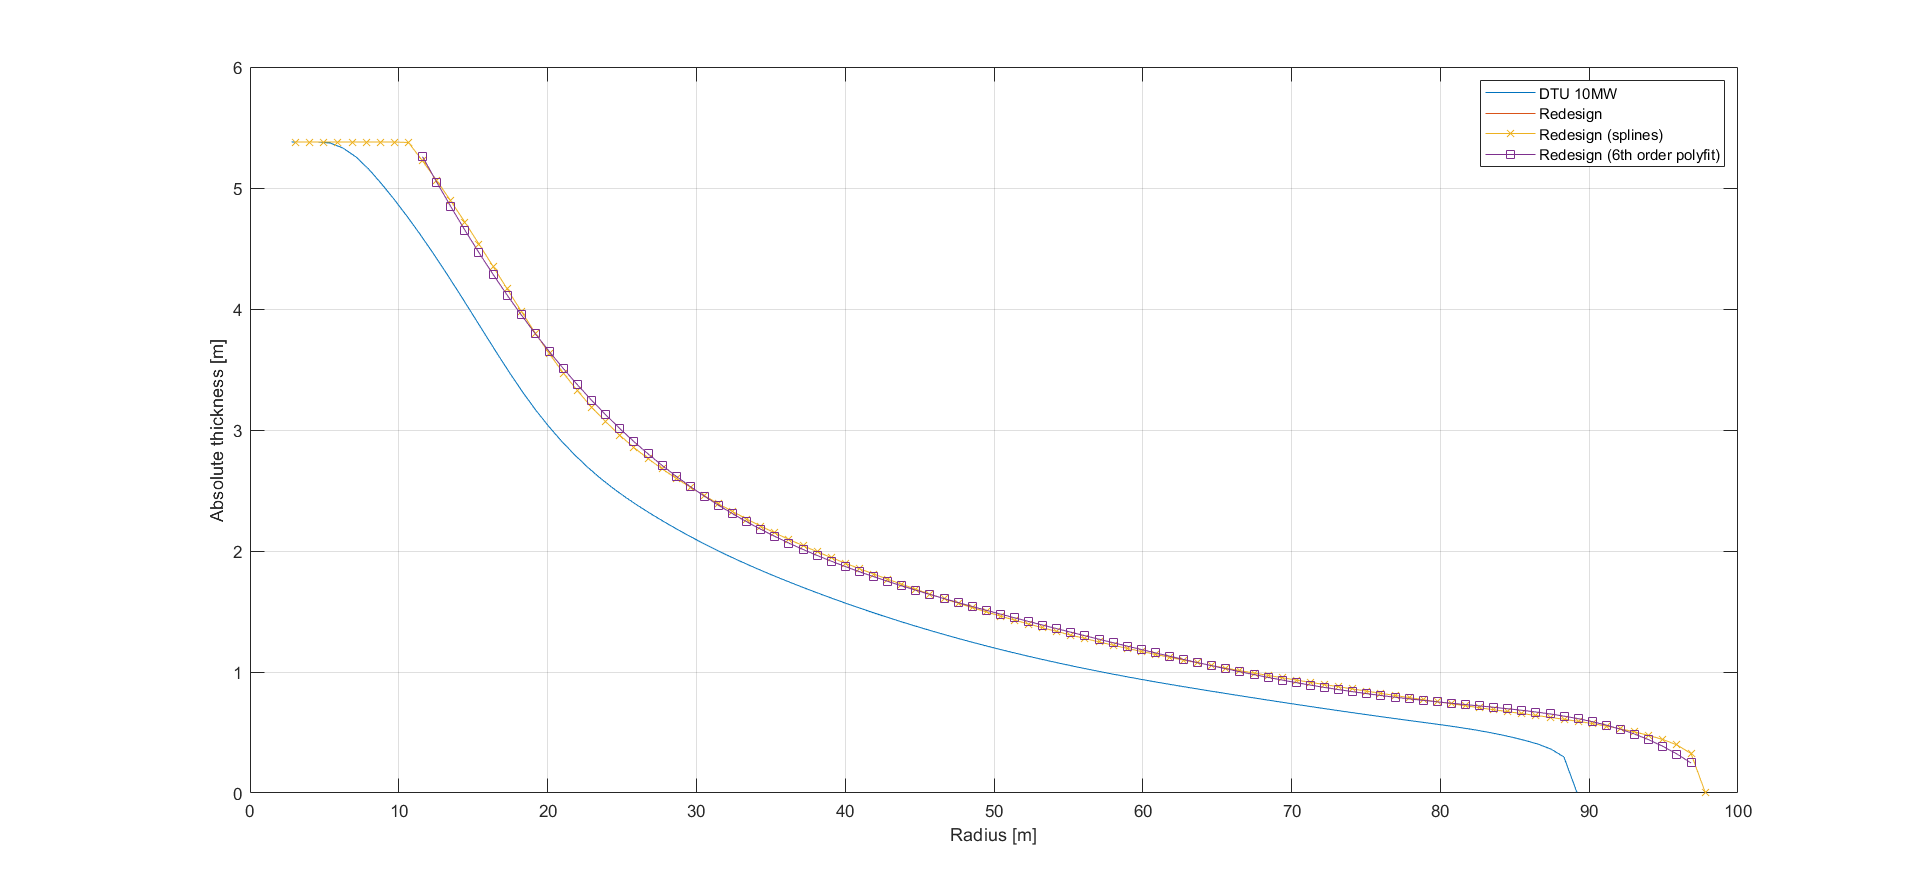 6
5
4
3
2
1
0
Absolute thickness [m]
0 10 20 30 40 50 60 70 80 90 100
Radius [m]
DTU 10MW
Redesign
Redesign (splines)
Redesign (6th order polyfit)